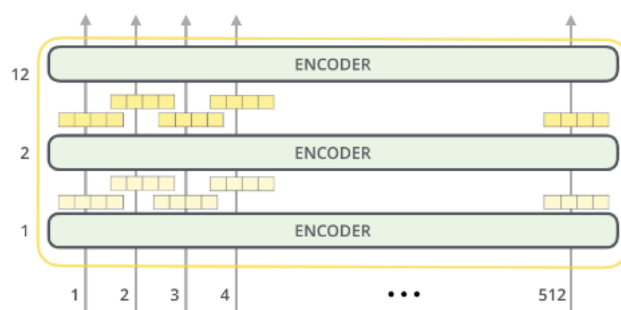 12 ENCODER
2 ENCODER
1 ENCODER
1 2 3 4 ••• 512